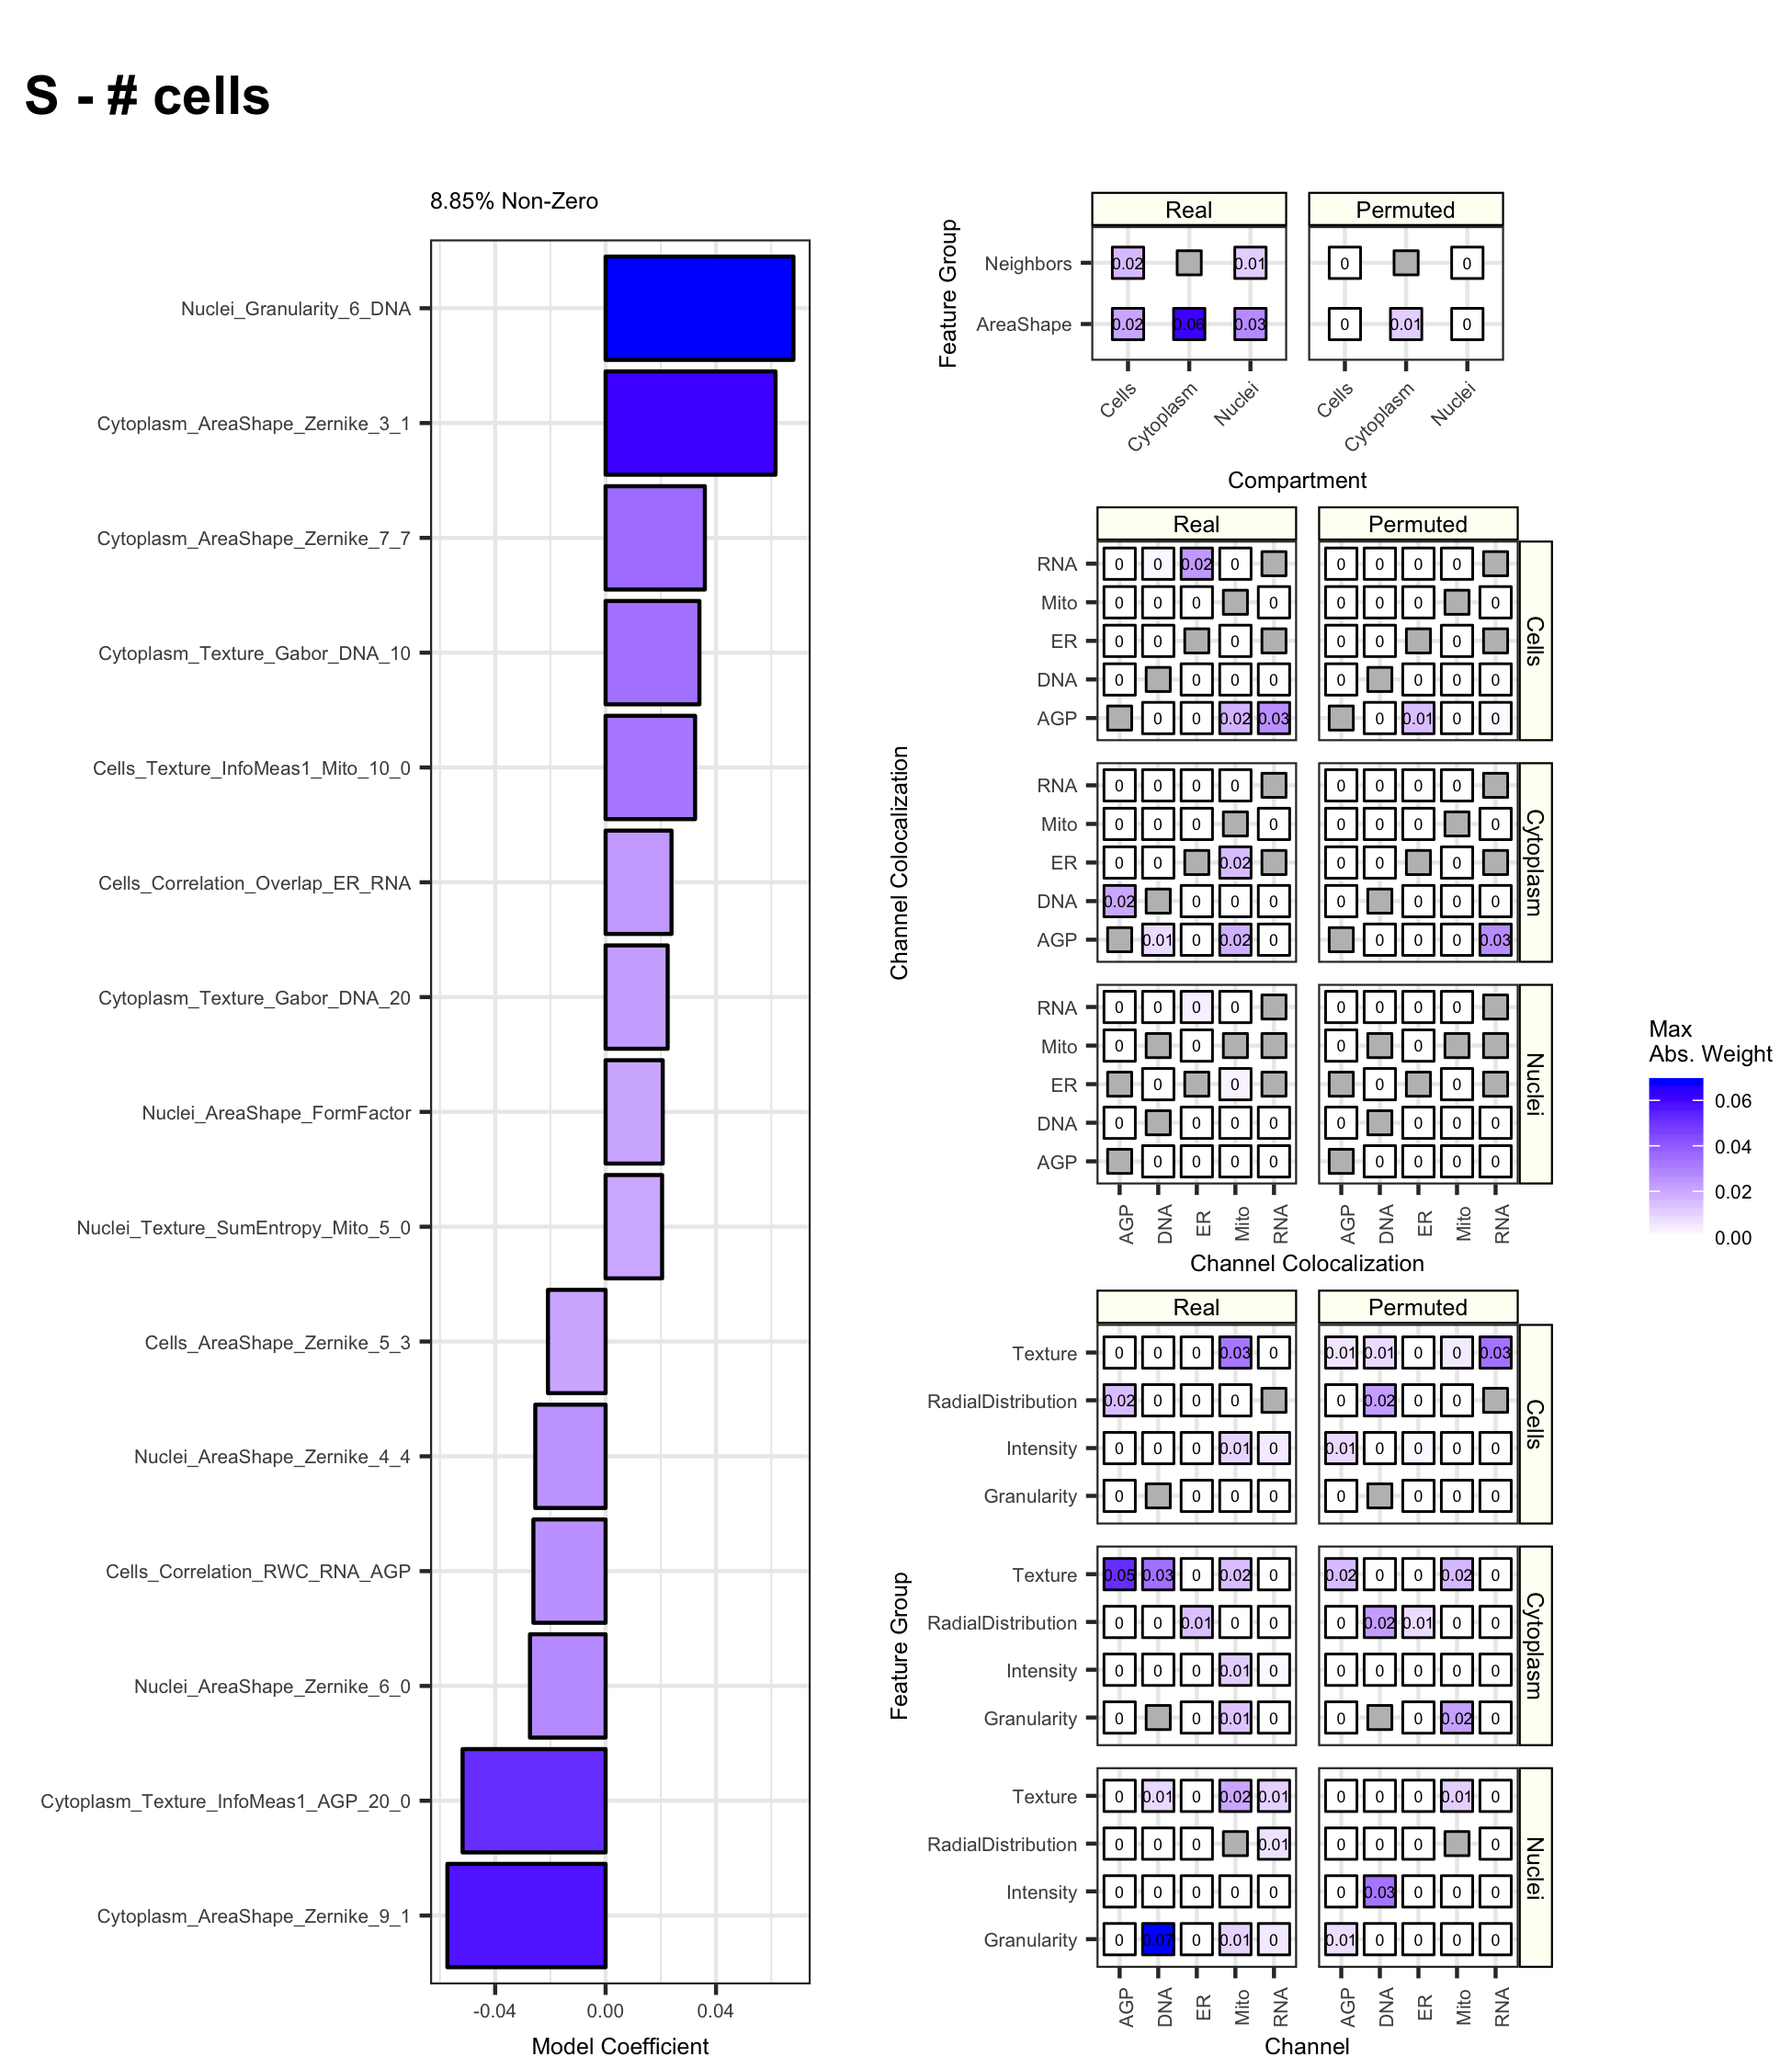 S - # cells
8.85% Non-Zero
Nuclei_Granularity_6_DNA
Cytoplasm_AreaShape_Zernike_3_1
Cytoplasm_AreaShape_Zernike_7_7
Cytoplasm_Texture_Gabor_DNA_10
Cells_Texture_InfoMeas1_Mito_10_0
Cells_Correlation_Overlap_ER_RNA
Cytoplasm_Texture_Gabor_DNA_20
Nuclei_AreaShape_FormFactor
Nuclei_Texture_SumEntropy_Mito_5_0
Cells_AreaShape_Zernike_5_3
Nuclei_AreaShape_Zernike_4_4
Cells_Correlation_RWC_RNA_AGP
Nuclei_AreaShape_Zernike_6_0
Cytoplasm_Texture_InfoMeas1_AGP_20_0
Cytoplasm_AreaShape_Zernike_9_1
-0.04 0.00 0.04
Model Coefficient
Real Permuted
Feature Group
Neighbors 0.02 0.01 0 0
AreaShape 0.02 0.06 0.03 0 0.01 0
Cells Cytoplasm Nuclei Cells Cytoplasm Nuclei
Compartment
Real Permuted
Channel Colocalization
RNA 0 0 0.02 0 0 0 0 0
Mito 0 0 0 0 0 0 0 0
ER 0 0 0 0 0 0
DNA 0 0 0 0 0 0 0 0
AGP 0 0 0.02 0.03 0 0.01 0 0
Cells
RNA 0 0 0 0 0 0 0 0
Mito 0 0 0 0 0 0 0 0
ER 0 0 0.02 0 0 0
DNA 0.02 0 0 0 0 0 0 0
AGP 0.01 0 0.02 0 0 0 0 0.03
Cytoplasm
RNA 0 0 0 0 0 0 0 0
Mito 0 0 0 0
ER 0 0 0 0
DNA 0 0 0 0 0 0 0 0
AGP 0 0 0 0 0 0 0 0
Nuclei
AGP DNA ER Mito RNA AGP DNA ER Mito RNA
Channel Colocalization
Real Permuted
Feature Group
Texture 0 0 0 0.03 0 0.01 0.01 0 0 0.03
RadialDistribution 0.02 0 0 0 0 0.02 0 0
Intensity 0 0 0 0.01 0 0.01 0 0 0 0
Granularity 0 0 0 0 0 0 0 0
Cells
Texture 0.05 0.03 0 0.02 0 0.02 0 0 0.02 0
RadialDistribution 0 0 0.01 0 0 0 0.02 0.01 0 0
Intensity 0 0 0 0.01 0 0 0 0 0 0
Granularity 0 0 0.01 0 0 0 0.02 0
Cytoplasm
Texture 0 0.01 0 0.02 0.01 0 0 0 0.01 0
RadialDistribution 0 0 0 0.01 0 0 0 0
Intensity 0 0 0 0 0 0 0.03 0 0 0
Granularity 0 0.07 0 0.01 0 0.01 0 0 0 0
Nuclei
AGP DNA ER Mito RNA AGP DNA ER Mito RNA
Channel
Max
Abs. Weight
0.06
0.04
0.02
0.00